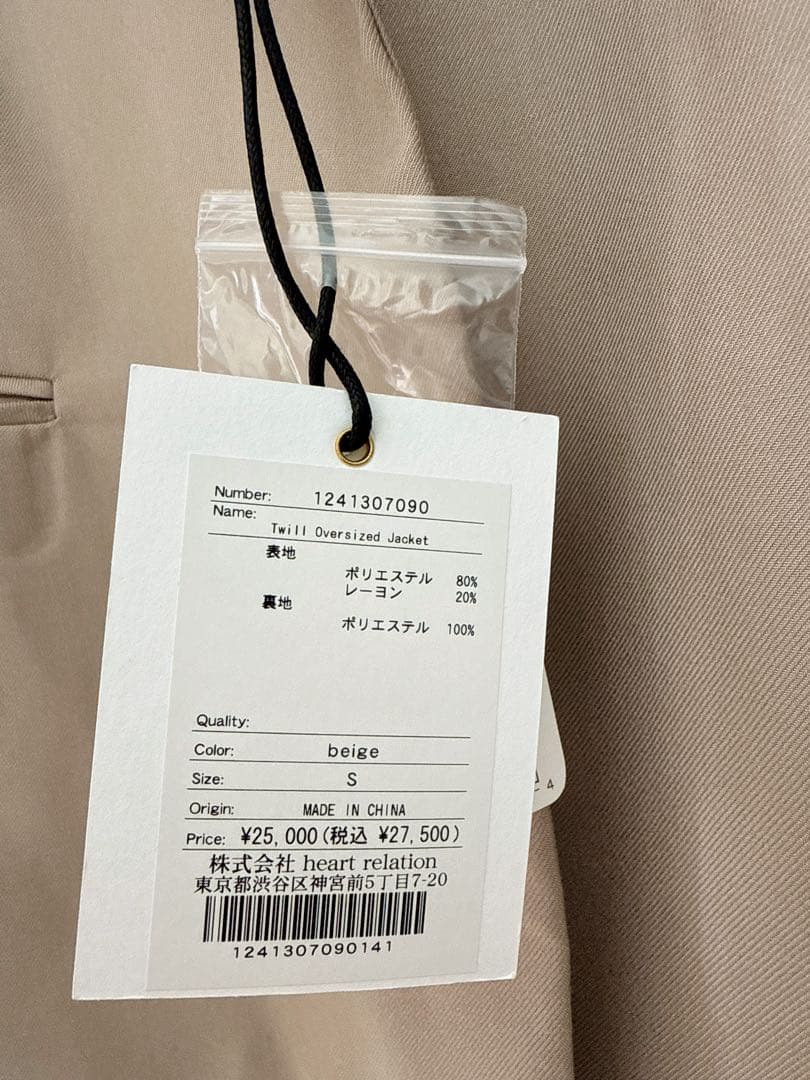 Number: 1241307090
Name:
Twill Oversized Jacket
表地
ポリエステル 80%
レーヨン 20%
裏地
ポリエステル 100%
Quality:
Color: beige
Size: S
Origin: MADE IN CHINA
Price: ¥25,000(税込 ¥27,500)
株式会社 heart relation
東京都渋谷区神宮前5丁目7-20
1241307090141
4